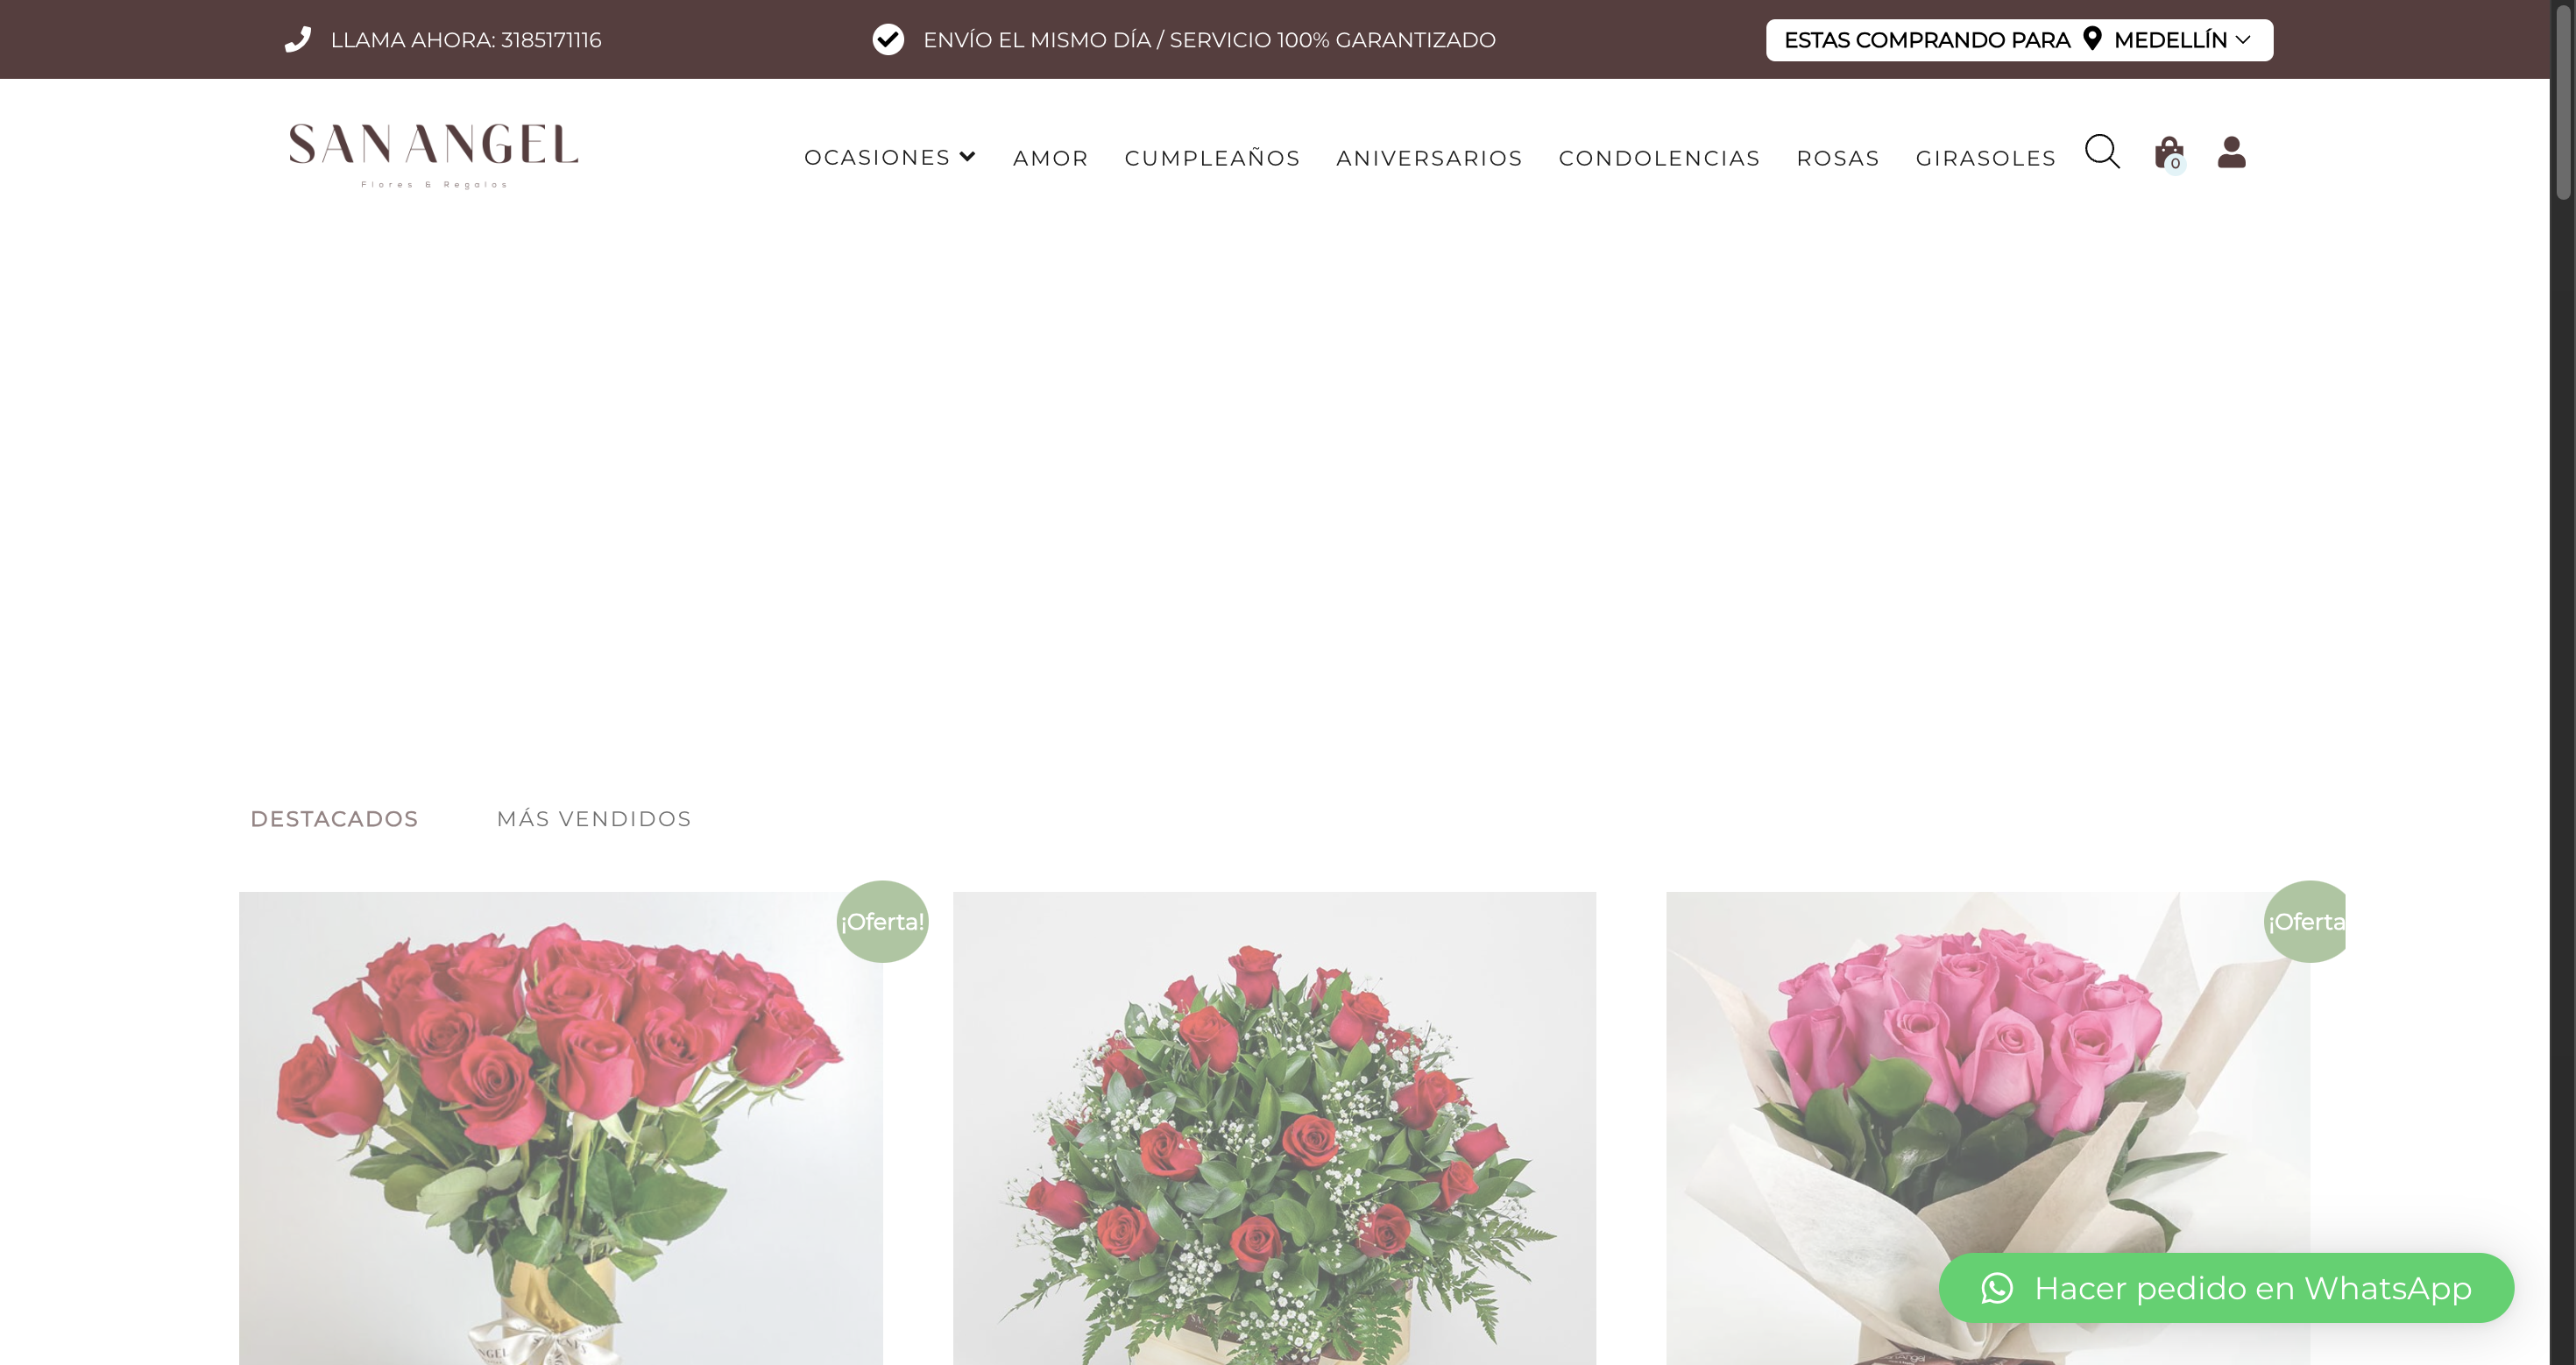 LLAMA AHORA: 3185171116
ENVÍO EL MISMO DÍA / SERVICIO 100% GARANTIZADO
ESTAS COMPRANDO PARA MEDELLÍN
SAN ANGEL
Flores & Regalos
OCASIONES
AMOR
CUMPLEAÑOS
ANIVERSARIOS
CONDOLENCIAS
ROSAS
GIRASOLES
0
DESTACADOS
MÁS VENDIDOS
¡Oferta!
¡Oferta
Hacer pedido en WhatsApp